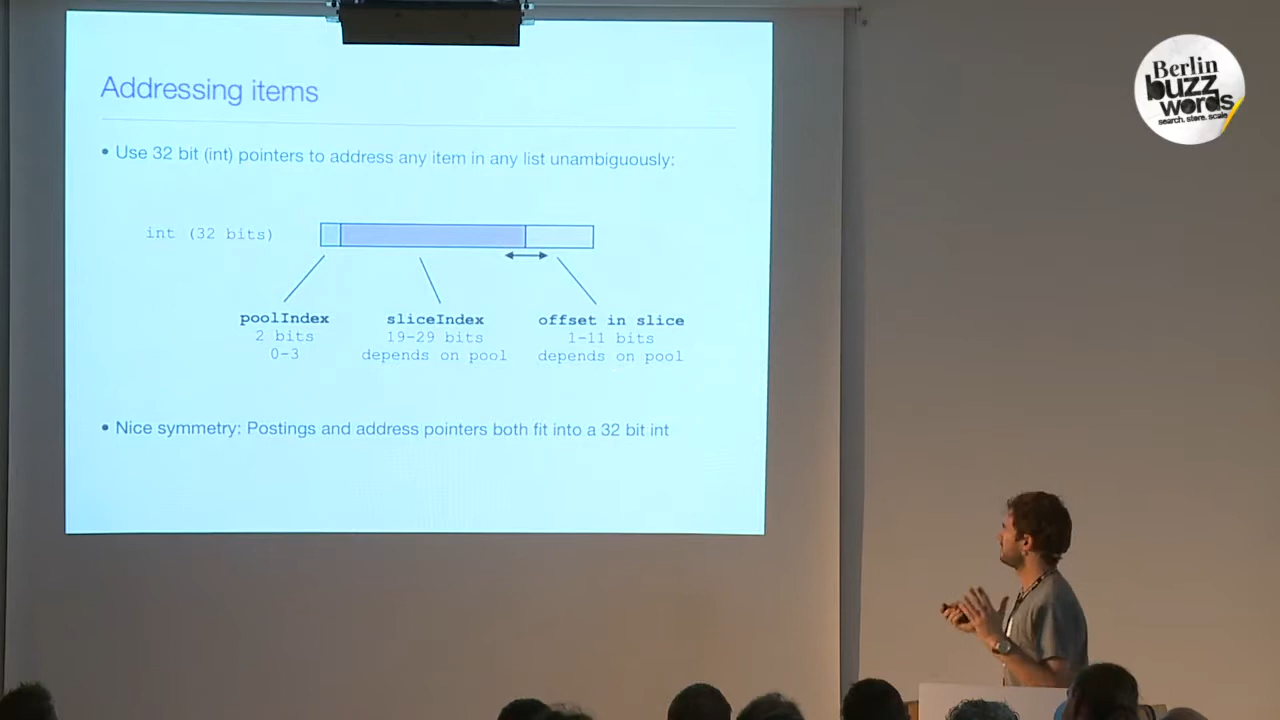 Addressing items
• Use 32 bit (int) pointers to address any item in any list unambiguously:
int (32 bits)
poolIndex
2 bits
0-3
sliceIndex
19-29 bits
depends on pool
offset in slice
1-11 bits
depends on pool
• Nice symmetry: Postings and address pointers both fit into a 32 bit int
Berlin
buzz
words
search. store. scale.